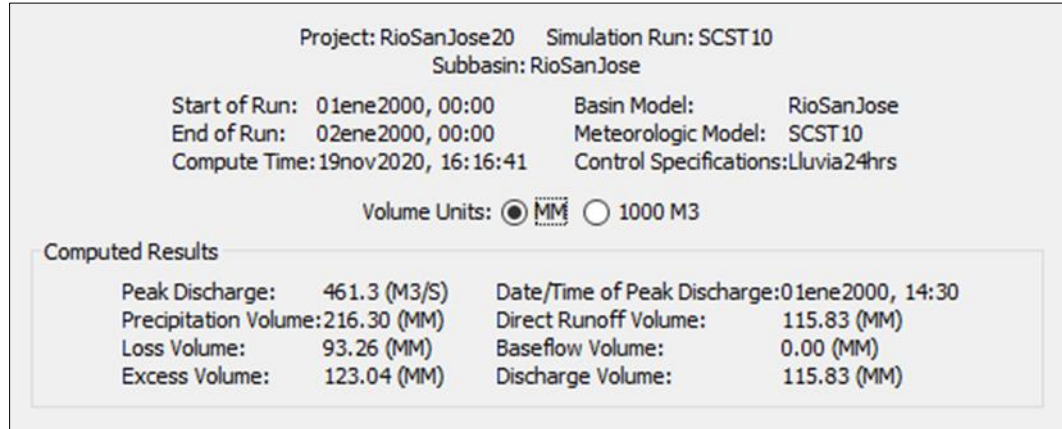 Project: RioSanJose20 Simulation Run: SCST10
Subbasin: RioSanJose
Start of Run: 01ene2000, 00:00 Basin Model: RioSanJose
End of Run: 02ene2000, 00:00 Meteorologic Model: SCST10
Compute Time:19nov2020, 16:16:41 Control Specifications:Lluvia24hrs
Volume Units: MM 1000 M3
Computed Results
Peak Discharge: 461.3 (M3/S) Date/Time of Peak Discharge:01ene2000, 14:30
Precipitation Volume:216.30 (MM) Direct Runoff Volume: 115.83 (MM)
Loss Volume: 93.26 (MM) Baseflow Volume: 0.00 (MM)
Excess Volume: 123.04 (MM) Discharge Volume: 115.83 (MM)